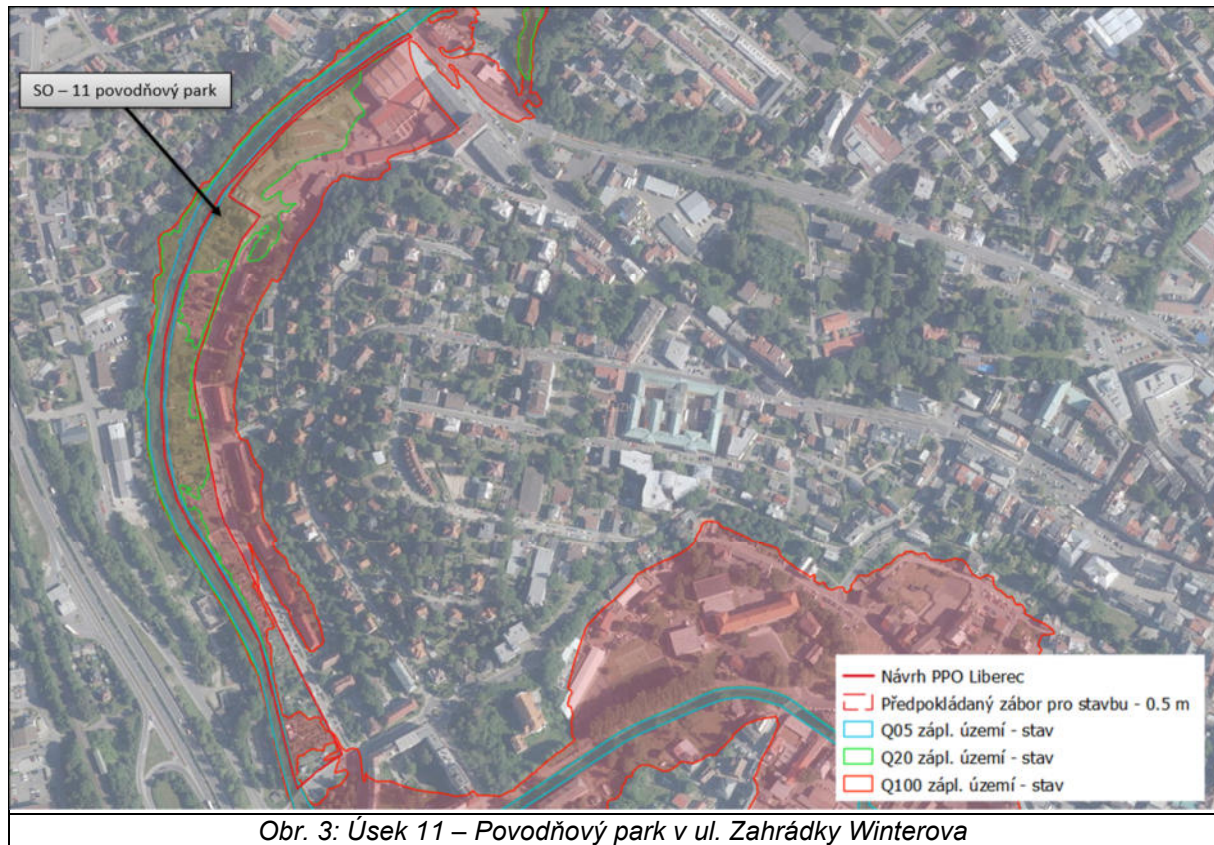 SO – 11 povodňový park
Návrh PPO Liberec
Předpokládaný zábor pro stavbu - 0.5 m
Q05 zápl. území - stav
Q20 zápl. území - stav
Q100 zápl. území - stav
Obr. 3: Úsek 11 – Povodňový park v ul. Zahrádky Winterova